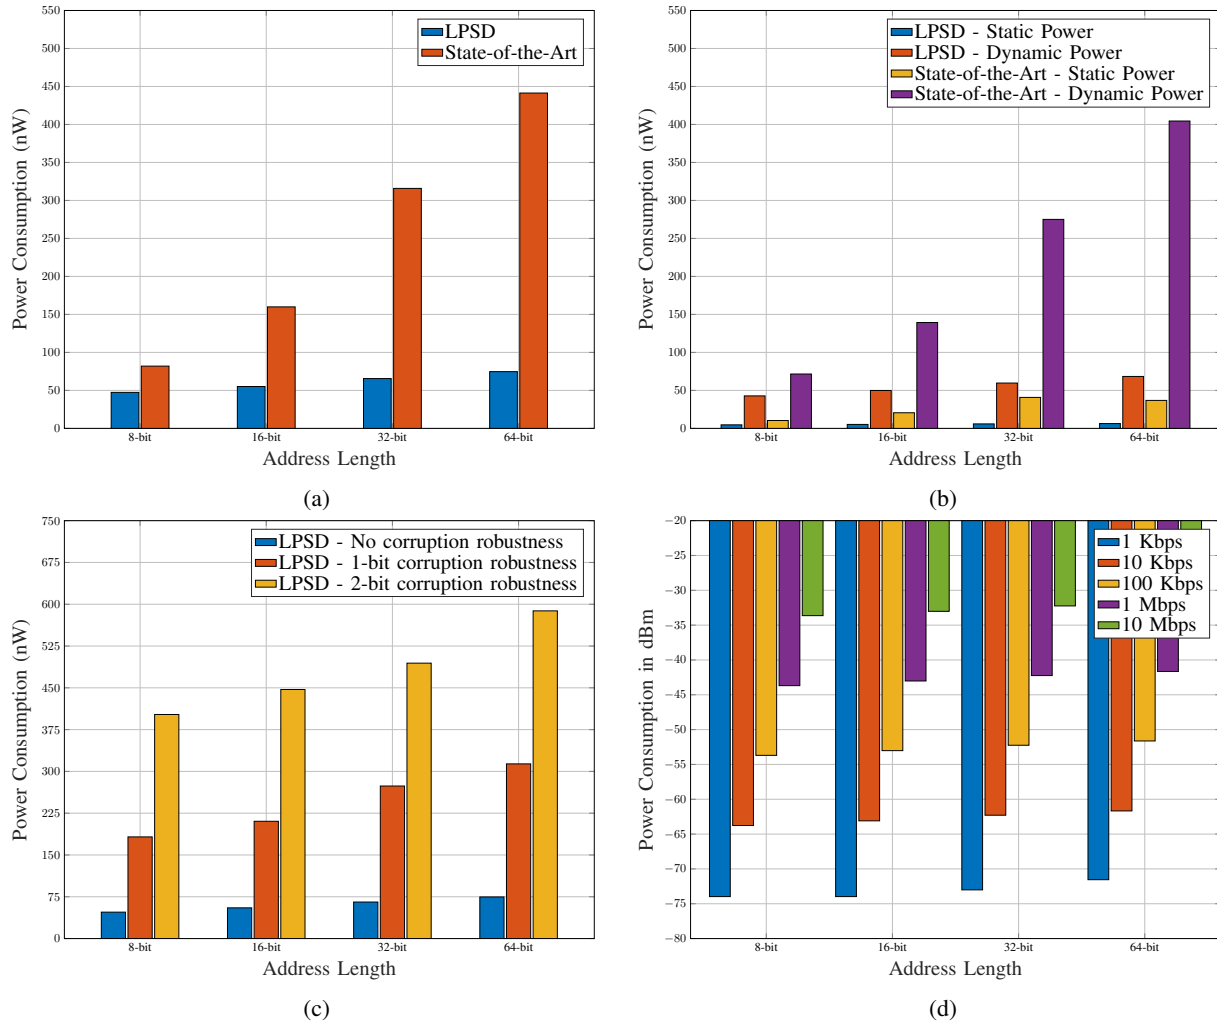 550
500
450
400
350
300
250
200
150
100
50
0
Power Consumption (nW)
8-bit 16-bit 32-bit 64-bit
Address Length
LPSD
State-of-the-Art
(a)
550
500
450
400
350
300
250
200
150
100
50
0
Power Consumption (nW)
8-bit 16-bit 32-bit 64-bit
Address Length
LPSD - Static Power
LPSD - Dynamic Power
State-of-the-Art - Static Power
State-of-the-Art - Dynamic Power
(b)
750
675
600
525
450
375
300
225
150
75
0
Power Consumption (nW)
8-bit 16-bit 32-bit 64-bit
Address Length
LPSD - No corruption robustness
LPSD - 1-bit corruption robustness
LPSD - 2-bit corruption robustness
(c)
−20
−25
−30
−35
−40
−45
−50
−55
−60
−65
−70
−75
−80
Power Consumption in dBm
8-bit 16-bit 32-bit 64-bit
Address Length
1 Kbps
10 Kbps
100 Kbps
1 Mbps
10 Mbps
(d)